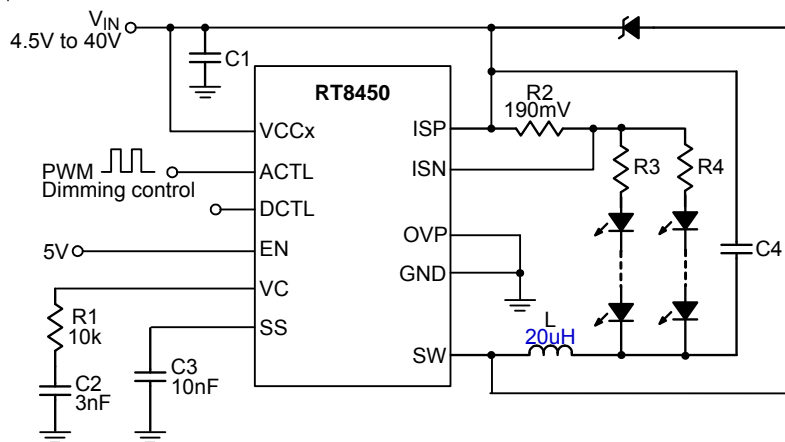 VIN
4.5V to 40V
C1
RT8450
R2
190mV
VCCx
ISP
ISN
R3
R4
PWM
Dimming control
ACTL
DCTL
OVP
C4
5V
EN
GND
VC
R1
10k
SS
L
20uH
SW
C2
3nF
C3
10nF